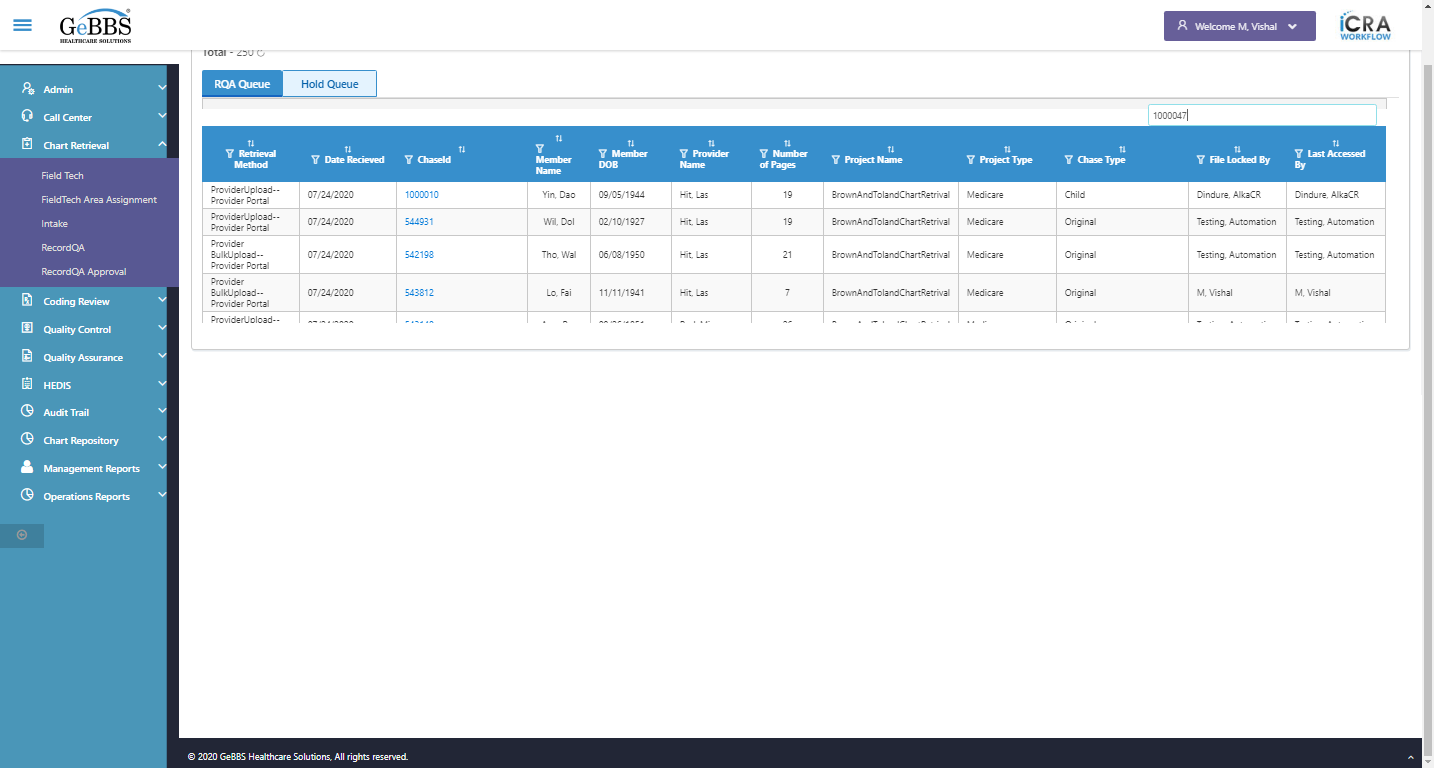 GeBBS
HEALTHCARE SOLUTIONS
Welcome M, Vishal
iCRA
WORKFLOW
Total - 250
RQA Queue
Hold Queue
1000047
Admin
Call Center
Chart Retrieval
Field Tech
FieldTech Area Assignment
Intake
RecordQA
RecordQA Approval
Coding Review
Quality Control
Quality Assurance
HEDIS
Audit Trail
Chart Repository
Management Reports
Operations Reports
Retrieval Method Date Recieved ChaseId Member Name Member DOB Provider Name Number of Pages Project Name Project Type Chase Type File Locked By Last Accessed By
ProviderUpload--Provider Portal 07/24/2020 1000010 Yin, Dao 09/05/1944 Hit, Las 19 BrownAndTolandChartRetrival Medicare Child Dindure, AlkaCR Dindure, AlkaCR
ProviderUpload--Provider Portal 07/24/2020 544931 Wil, Dol 02/10/1927 Hit, Las 19 BrownAndTolandChartRetrival Medicare Original Testing, Automation Testing, Automation
Provider BulkUpload--Provider Portal 07/24/2020 542198 Tho, Wal 06/08/1950 Hit, Las 21 BrownAndTolandChartRetrival Medicare Original Testing, Automation Testing, Automation
Provider BulkUpload--Provider Portal 07/24/2020 543812 Lo, Fai 11/11/1941 Hit, Las 7 BrownAndTolandChartRetrival Medicare Original M, Vishal M, Vishal
ProviderUpload--
© 2020 GeBBS Healthcare Solutions, All rights reserved.